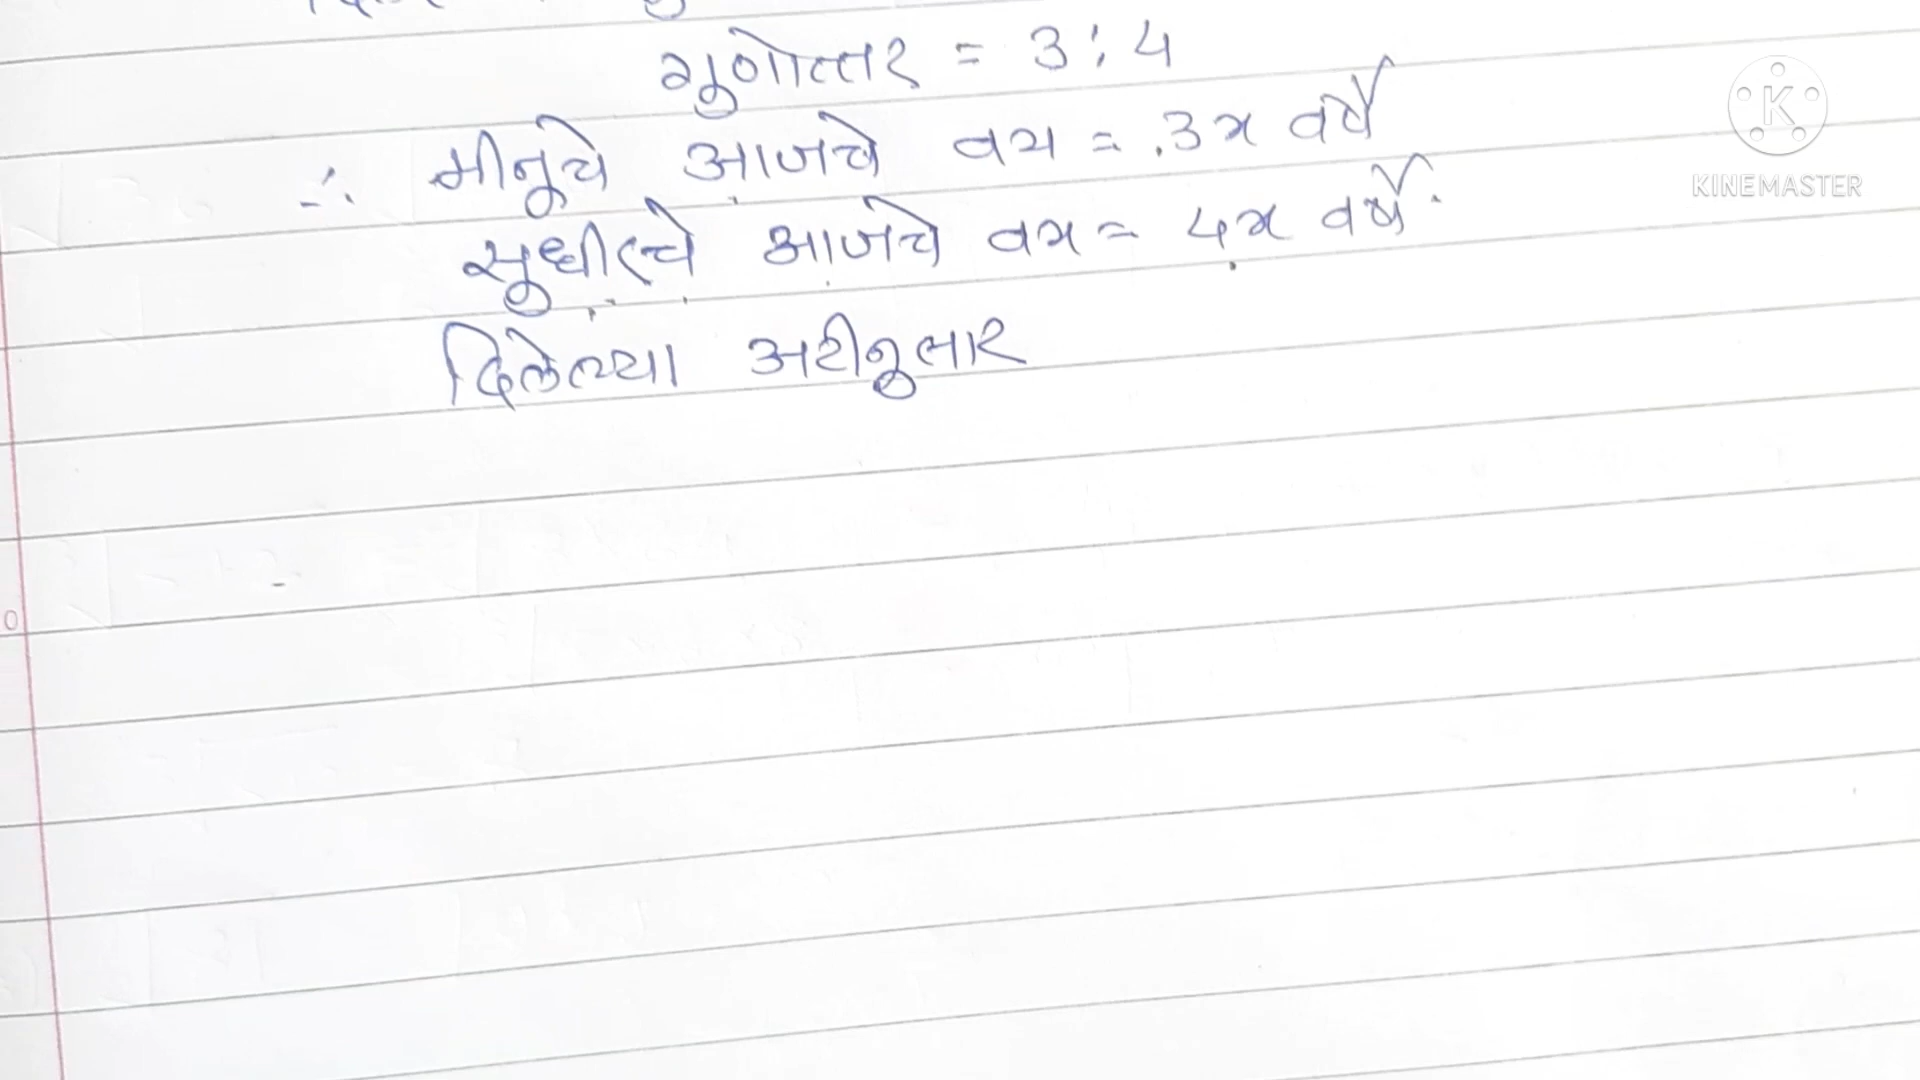 गुणोत्तर = 3 : 4
∴ मीनूचे आजचे वय = 3x वर्षे
सुधीरचे आजचे वय = 4x वर्षे.
दिलेल्या अटीनुसार
KINEMASTER